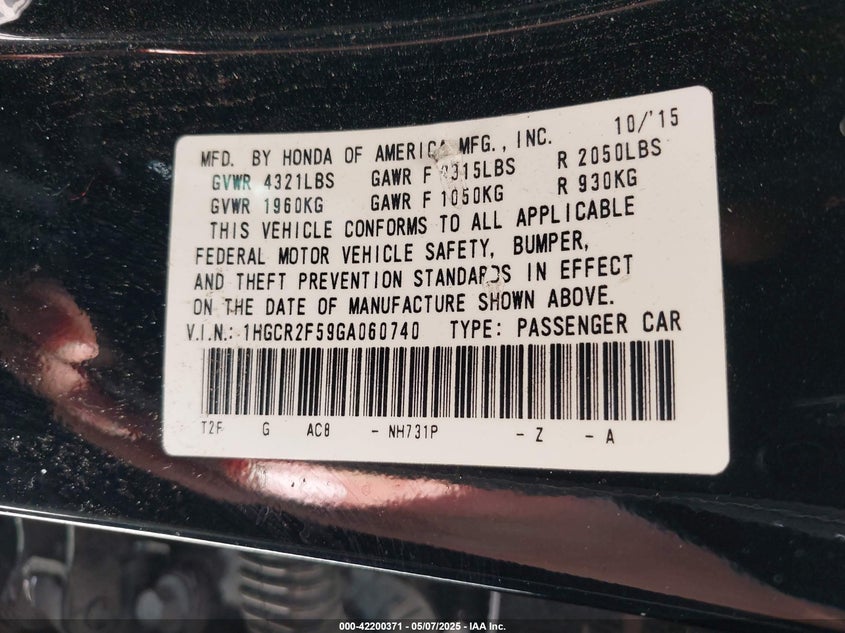 MFD. BY HONDA OF AMERICA MFG., INC. 10/'15
GVWR 4321LBS GAWR F 2315LBS R 2050LBS
GVWR 1960KG GAWR F 1050KG R 930KG
THIS VEHICLE CONFORMS TO ALL APPLICABLE
FEDERAL MOTOR VEHICLE SAFETY, BUMPER,
AND THEFT PREVENTION STANDARDS IN EFFECT
ON THE DATE OF MANUFACTURE SHOWN ABOVE.
V.I.N.: 1HGCR2F59GA060740 TYPE: PASSENGER CAR
T2F G AC8 - NH731P - Z - A
000-42200371 | 05/07/2025 | IAA Inc.